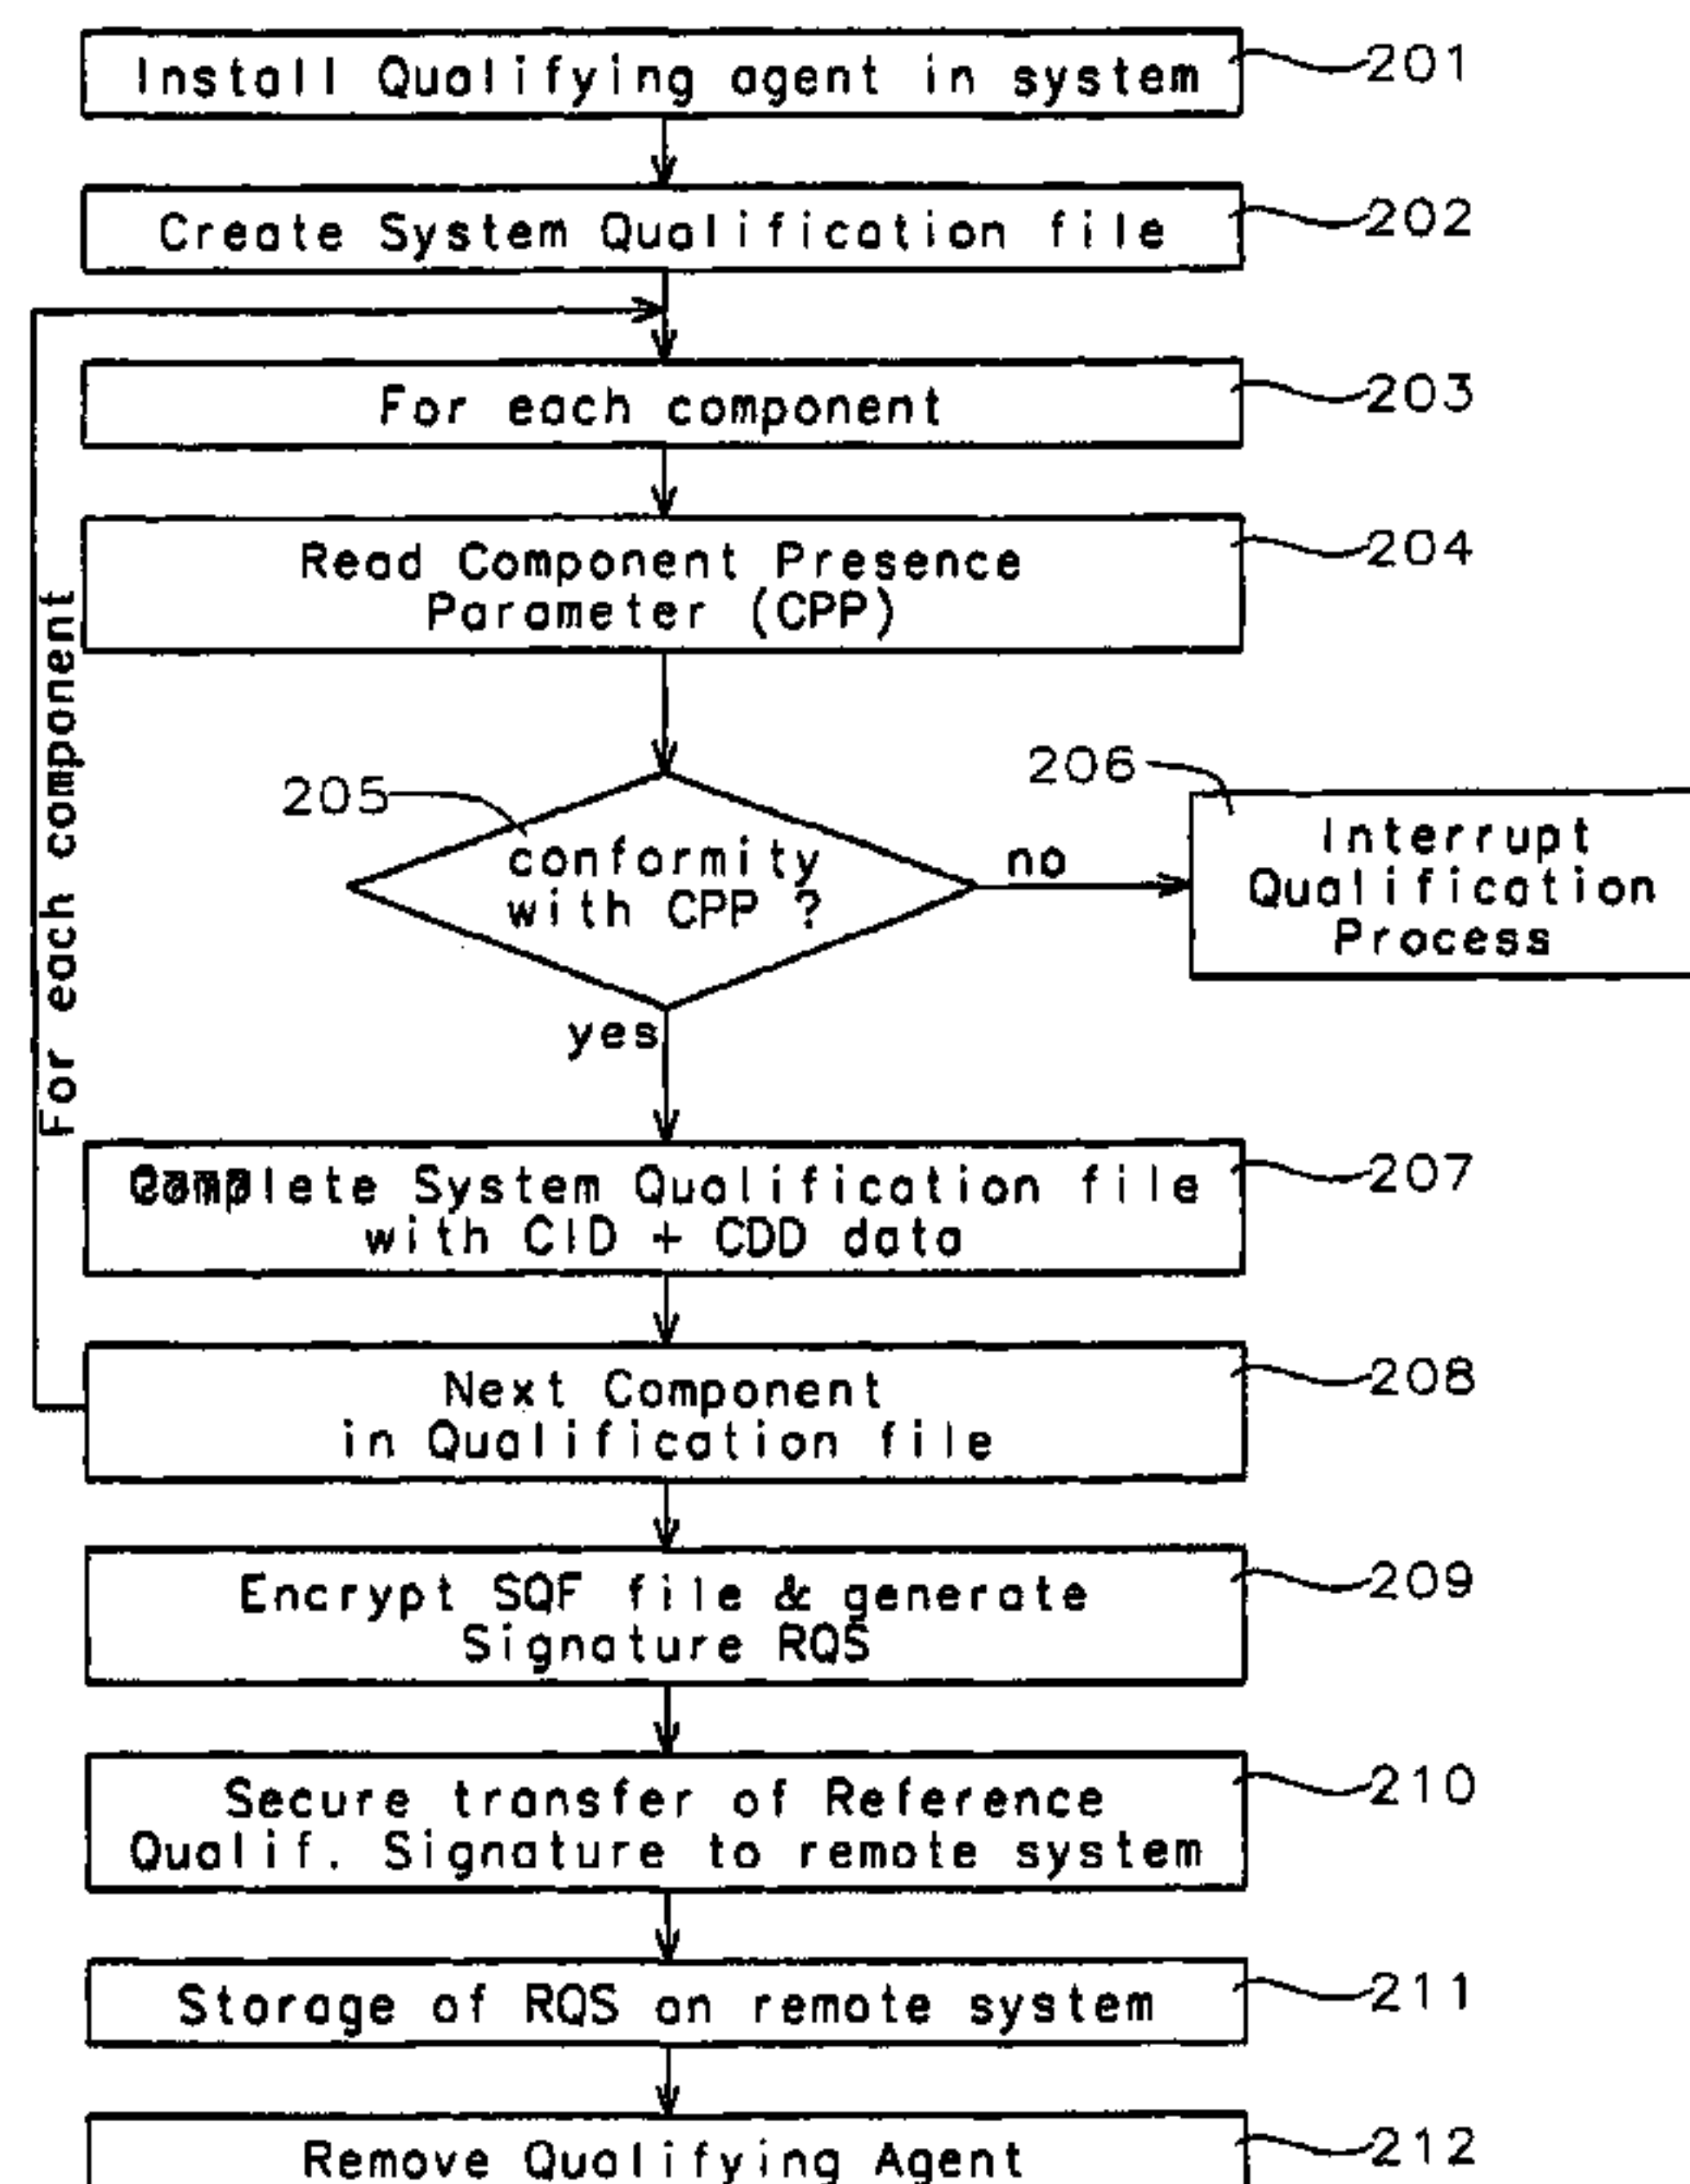 Install Qualifying agent in system
201
Create System Qualification file
202
For each component
203
Read Component Presence
Parameter (CPP)
204
For each component
205
conformity
with CPP ?
no
206
Interrupt
Qualification
Process
yes
Complete System Qualification file
with CID + CDD data
207
Next Component
in Qualification file
208
Encrypt SQF file & generate
Signature RQS
209
Secure transfer of Reference
Qualif. Signature to remote system
210
Storage of RQS on remote system
211
Remove Qualifying Agent
212